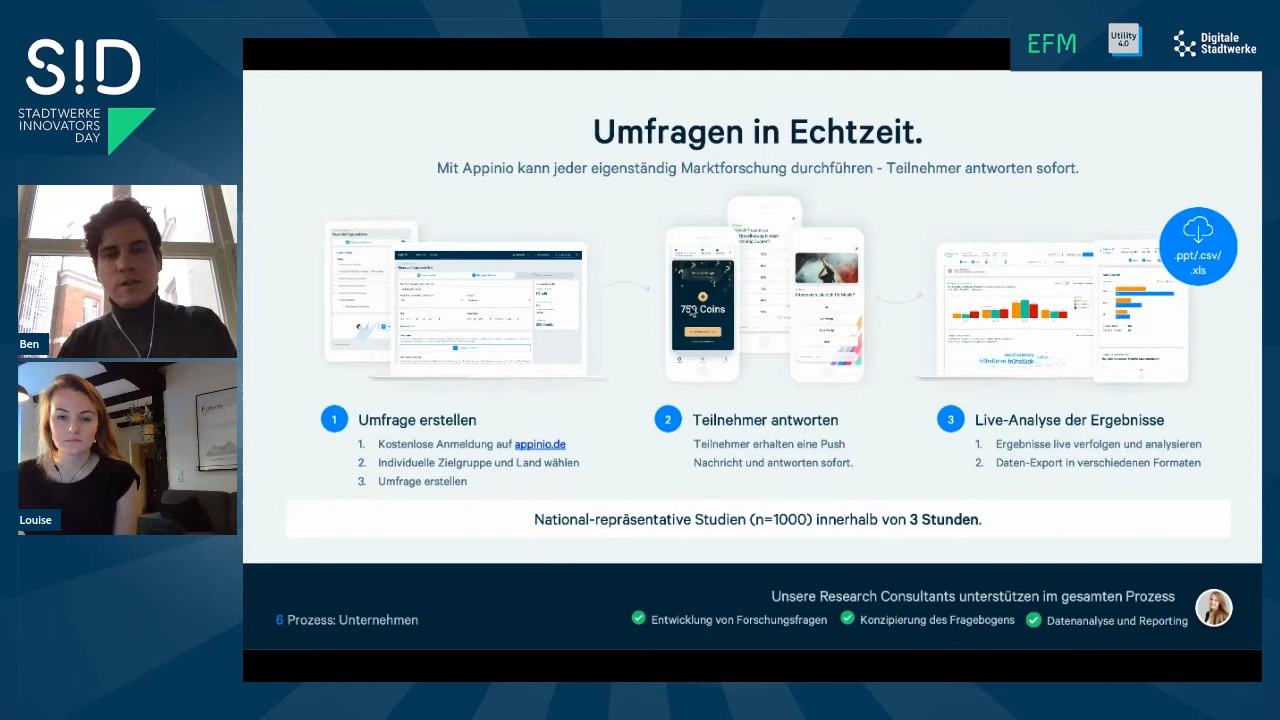 S!D
STADTWERKE
INNOVATORS
DAY
EFM
Utility
4.0
Digitale
Stadtwerke
Ben
Louise
Umfragen in Echtzeit.
Mit Appinio kann jeder eigenständig Marktforschung durchführen - Teilnehmer antworten sofort.
Coins
.ppt/.csv/
.xls
1 Umfrage erstellen
1. Kostenlose Anmeldung auf appinio.de
2. Individuelle Zielgruppe und Land wählen
3. Umfrage erstellen
2 Teilnehmer antworten
Teilnehmer erhalten eine Push
Nachricht und antworten sofort.
3 Live-Analyse der Ergebnisse
1. Ergebnisse live verfolgen und analysieren
2. Daten-Export in verschiedenen Formaten
National-repräsentative Studien (n=1000) innerhalb von 3 Stunden.
6 Prozess: Unternehmen
Unsere Research Consultants unterstützen im gesamten Prozess
Entwicklung von Forschungsfragen Konzipierung des Fragebogens Datenanalyse und Reporting